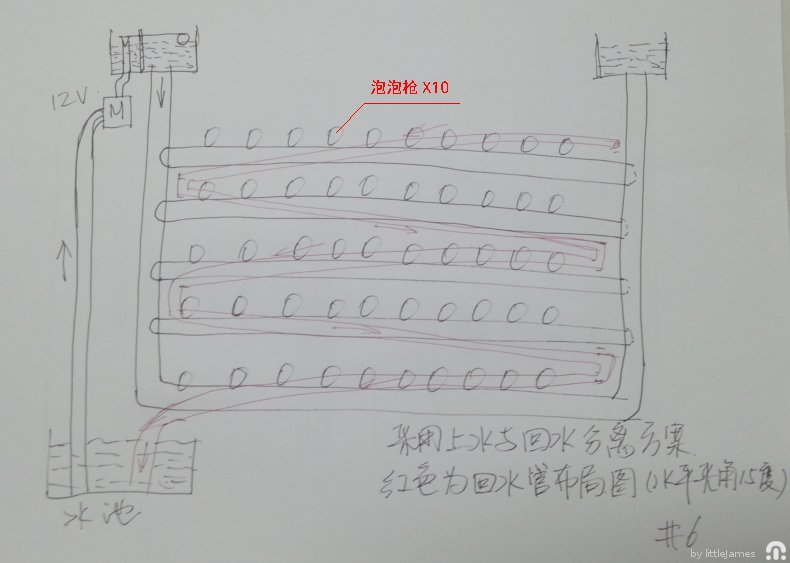 泡泡枪 X10
12V
M
采用上水与回水分离方案
红色为回水管布局图(水平夹角15度)
水池
#6
by littleJames